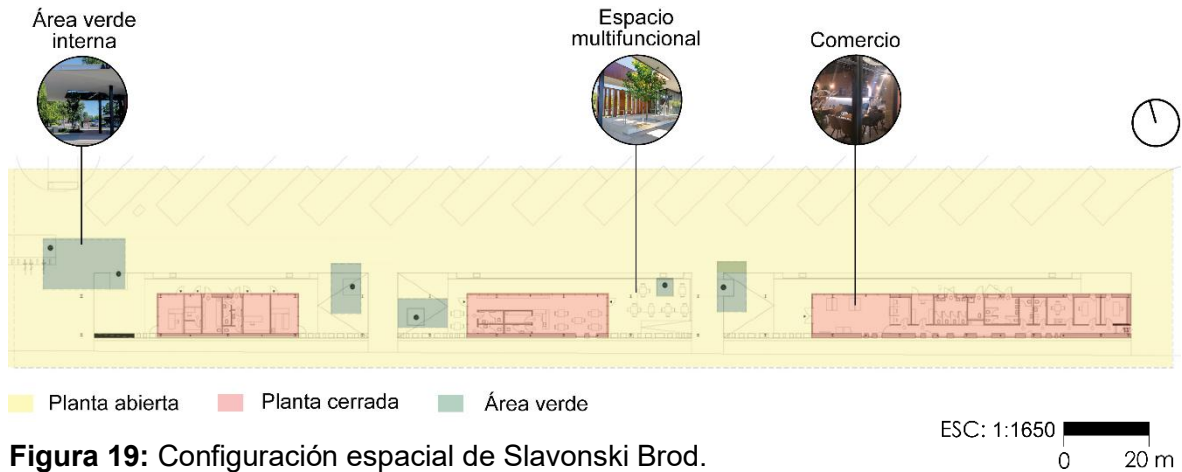 Área verde
interna
Espacio
multifuncional
Comercio
Planta abierta
Planta cerrada
Área verde
ESC: 1:1650
0 20 m
Figura 19: Configuración espacial de Slavonski Brod.